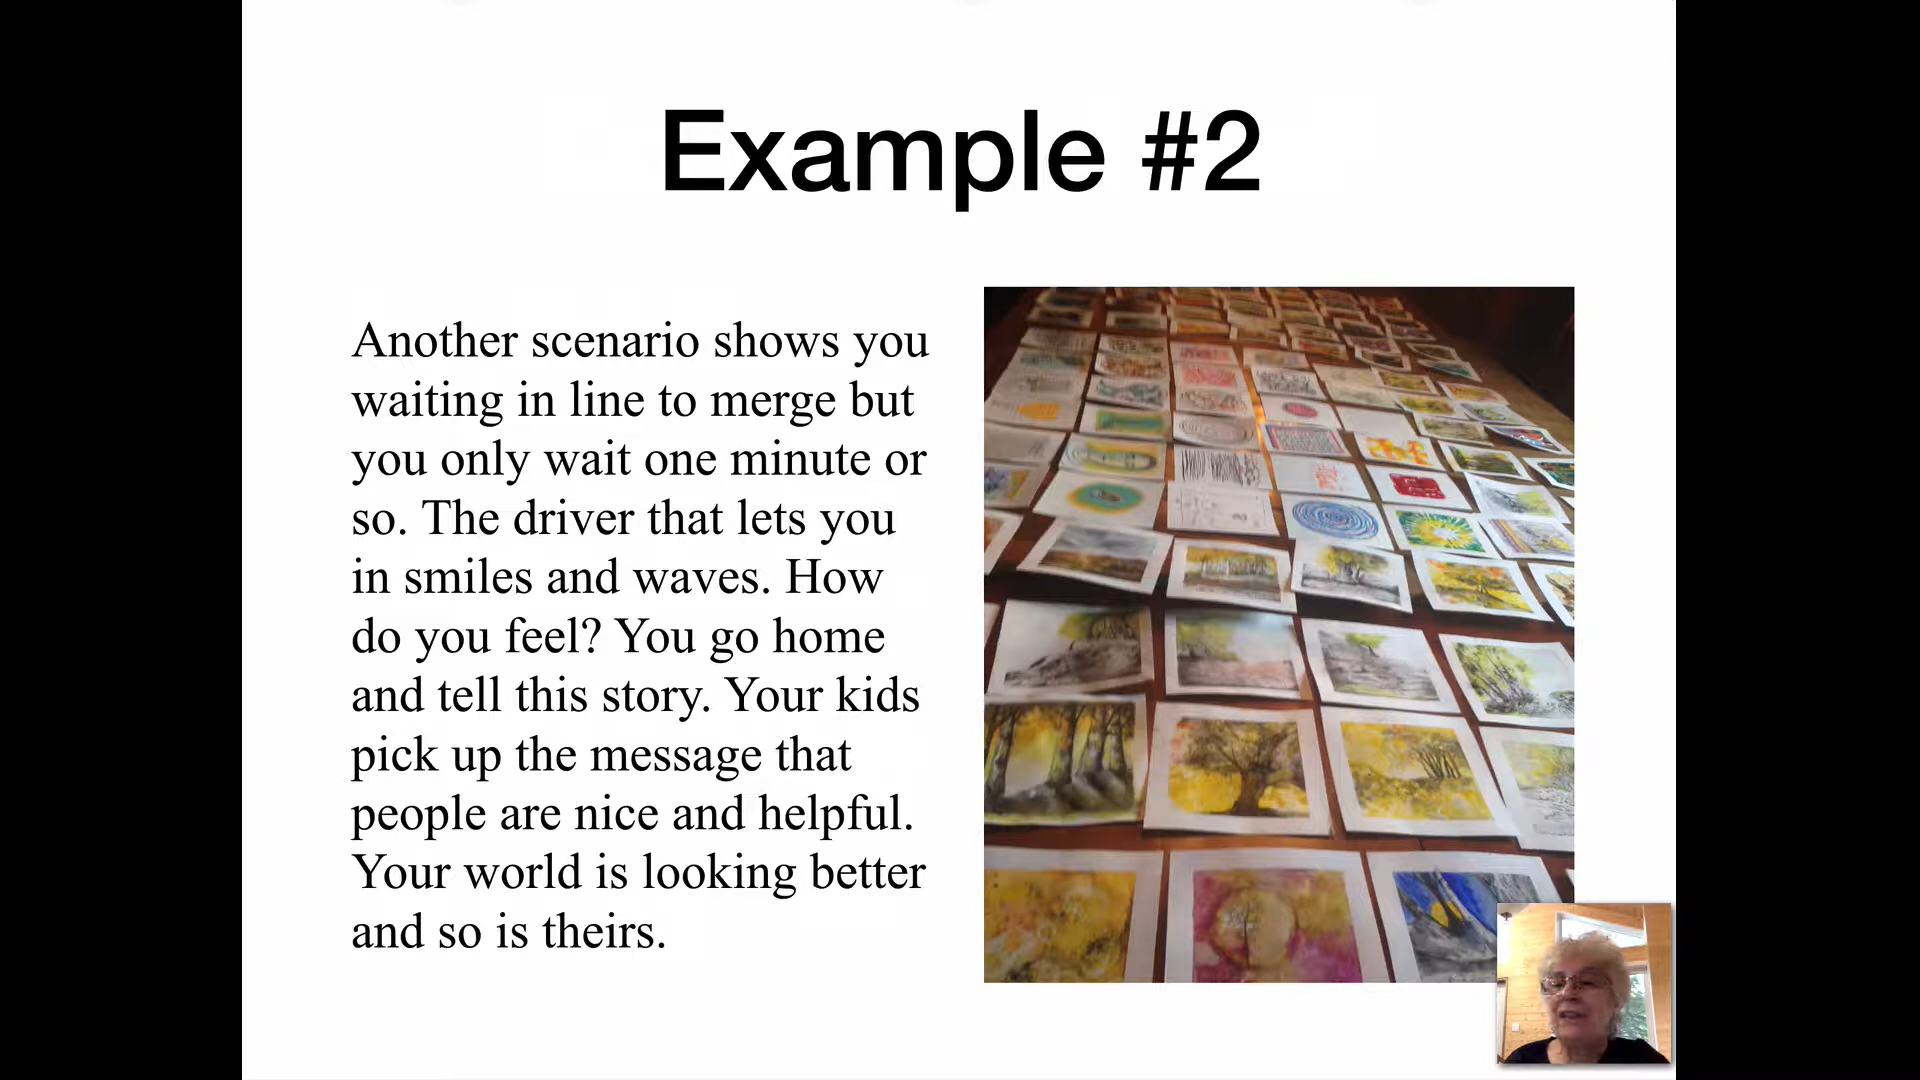 Example #2
Another scenario shows you
waiting in line to merge but
you only wait one minute or
so. The driver that lets you
in smiles and waves. How
do you feel? You go home
and tell this story. Your kids
pick up the message that
people are nice and helpful.
Your world is looking better
and so is theirs.